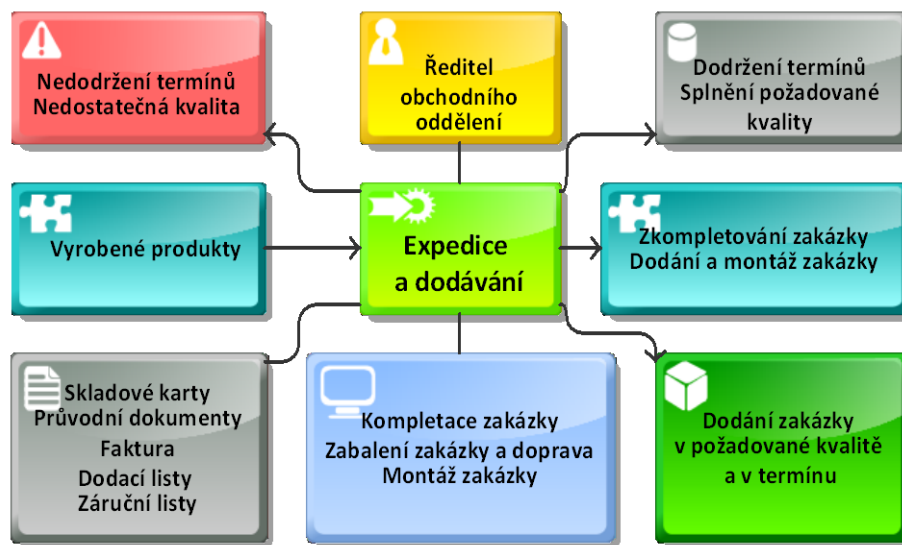 Nedodržení termínů
Nedostatečná kvalita
Ředitel
obchodního
oddělení
Dodržení termínů
Splnění požadované
kvality
Vyrobené produkty
Expedice
a dodávání
Zkompletování zakázky
Dodání a montáž zakázky
Skladové karty
Průvodní dokumenty
Faktura
Dodací listy
Záruční listy
Kompletace zakázky
Zabalení zakázky a doprava
Montáž zakázky
Dodání zakázky
v požadované kvalitě
a v termínu